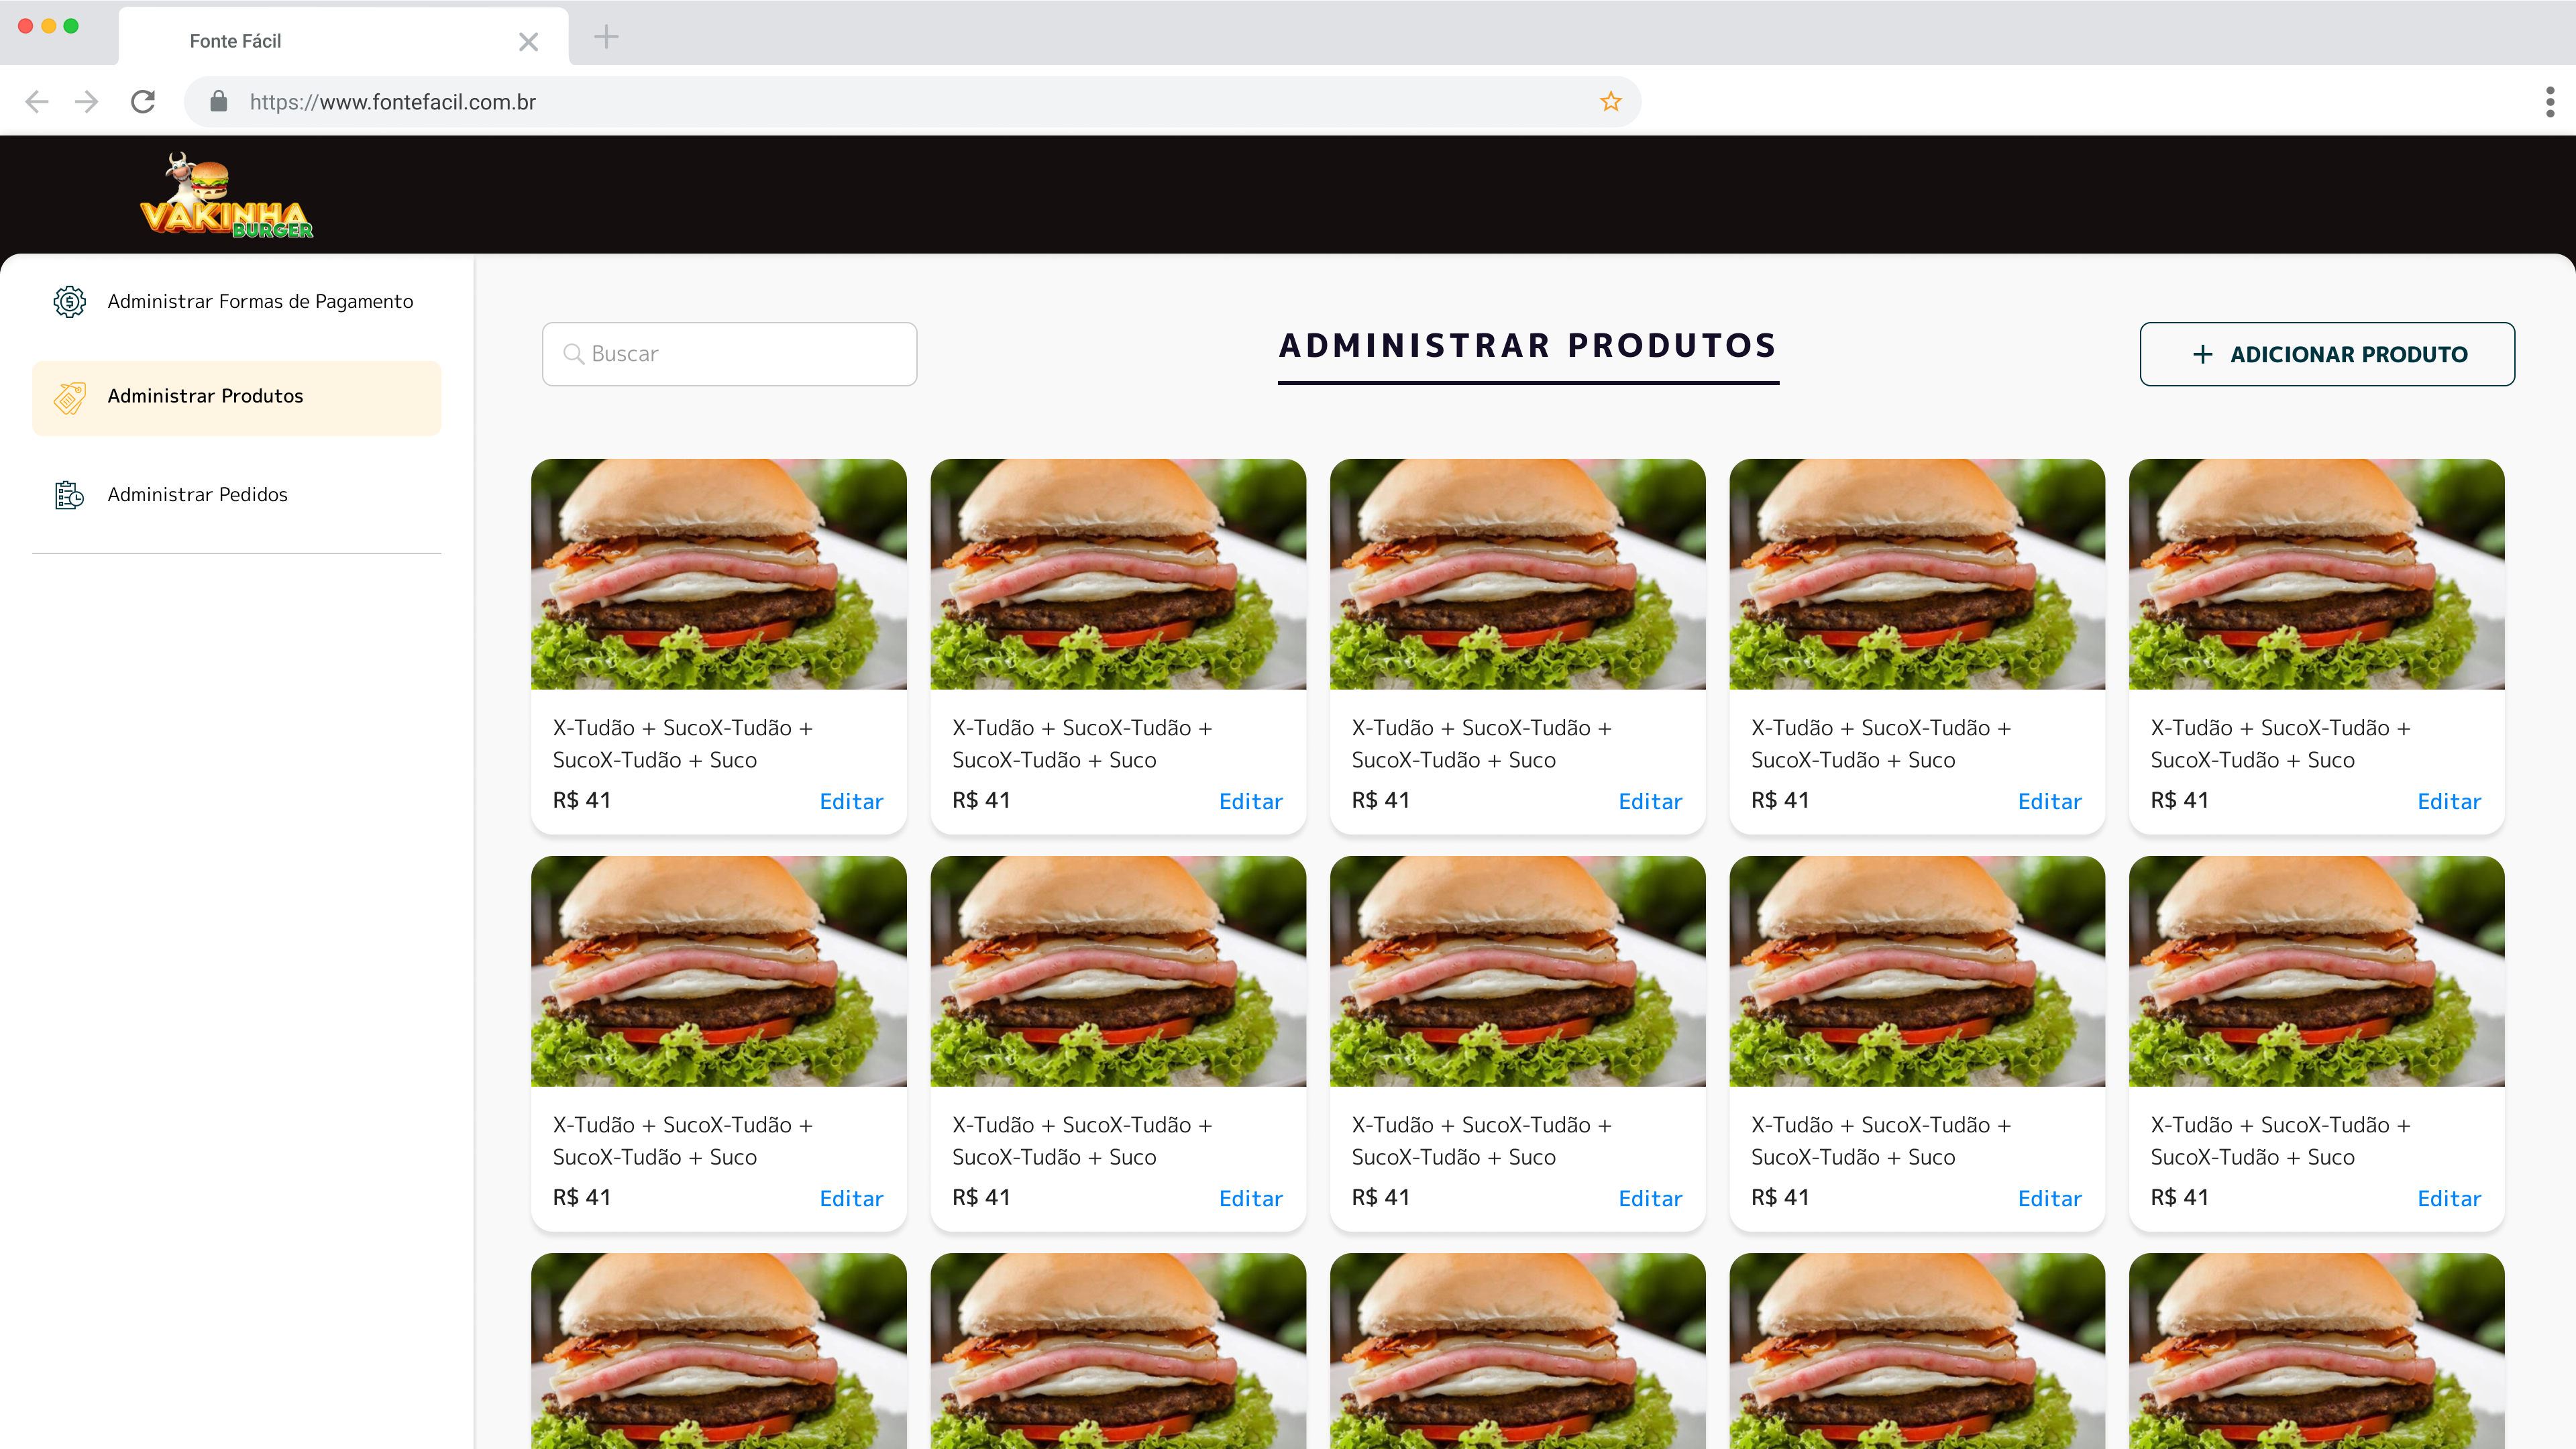 Fonte Fácil
https://www.fontefacil.com.br
VAKINHA
BURGER
Administrar Formas de Pagamento
Administrar Produtos
Administrar Pedidos
Buscar
ADMINISTRAR PRODUTOS
+ ADICIONAR PRODUTO
X-Tudão + SucoX-Tudão +
SucoX-Tudão + Suco
R$ 41 Editar
X-Tudão + SucoX-Tudão +
SucoX-Tudão + Suco
R$ 41 Editar
X-Tudão + SucoX-Tudão +
SucoX-Tudão + Suco
R$ 41 Editar
X-Tudão + SucoX-Tudão +
SucoX-Tudão + Suco
R$ 41 Editar
X-Tudão + SucoX-Tudão +
SucoX-Tudão + Suco
R$ 41 Editar
X-Tudão + SucoX-Tudão +
SucoX-Tudão + Suco
R$ 41 Editar
X-Tudão + SucoX-Tudão +
SucoX-Tudão + Suco
R$ 41 Editar
X-Tudão + SucoX-Tudão +
SucoX-Tudão + Suco
R$ 41 Editar
X-Tudão + SucoX-Tudão +
SucoX-Tudão + Suco
R$ 41 Editar
X-Tudão + SucoX-Tudão +
SucoX-Tudão + Suco
R$ 41 Editar